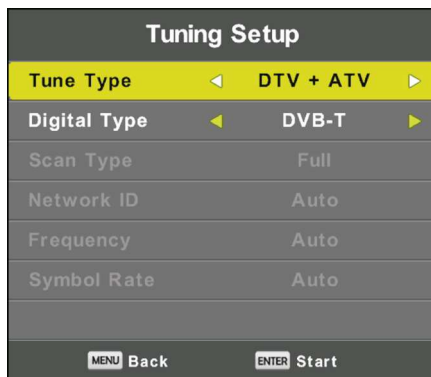 Tuning Setup
Tune Type DTV + ATV
Digital Type DVB-T
Scan Type Full
Network ID Auto
Frequency Auto
Symbol Rate Auto
MENU Back ENTER Start